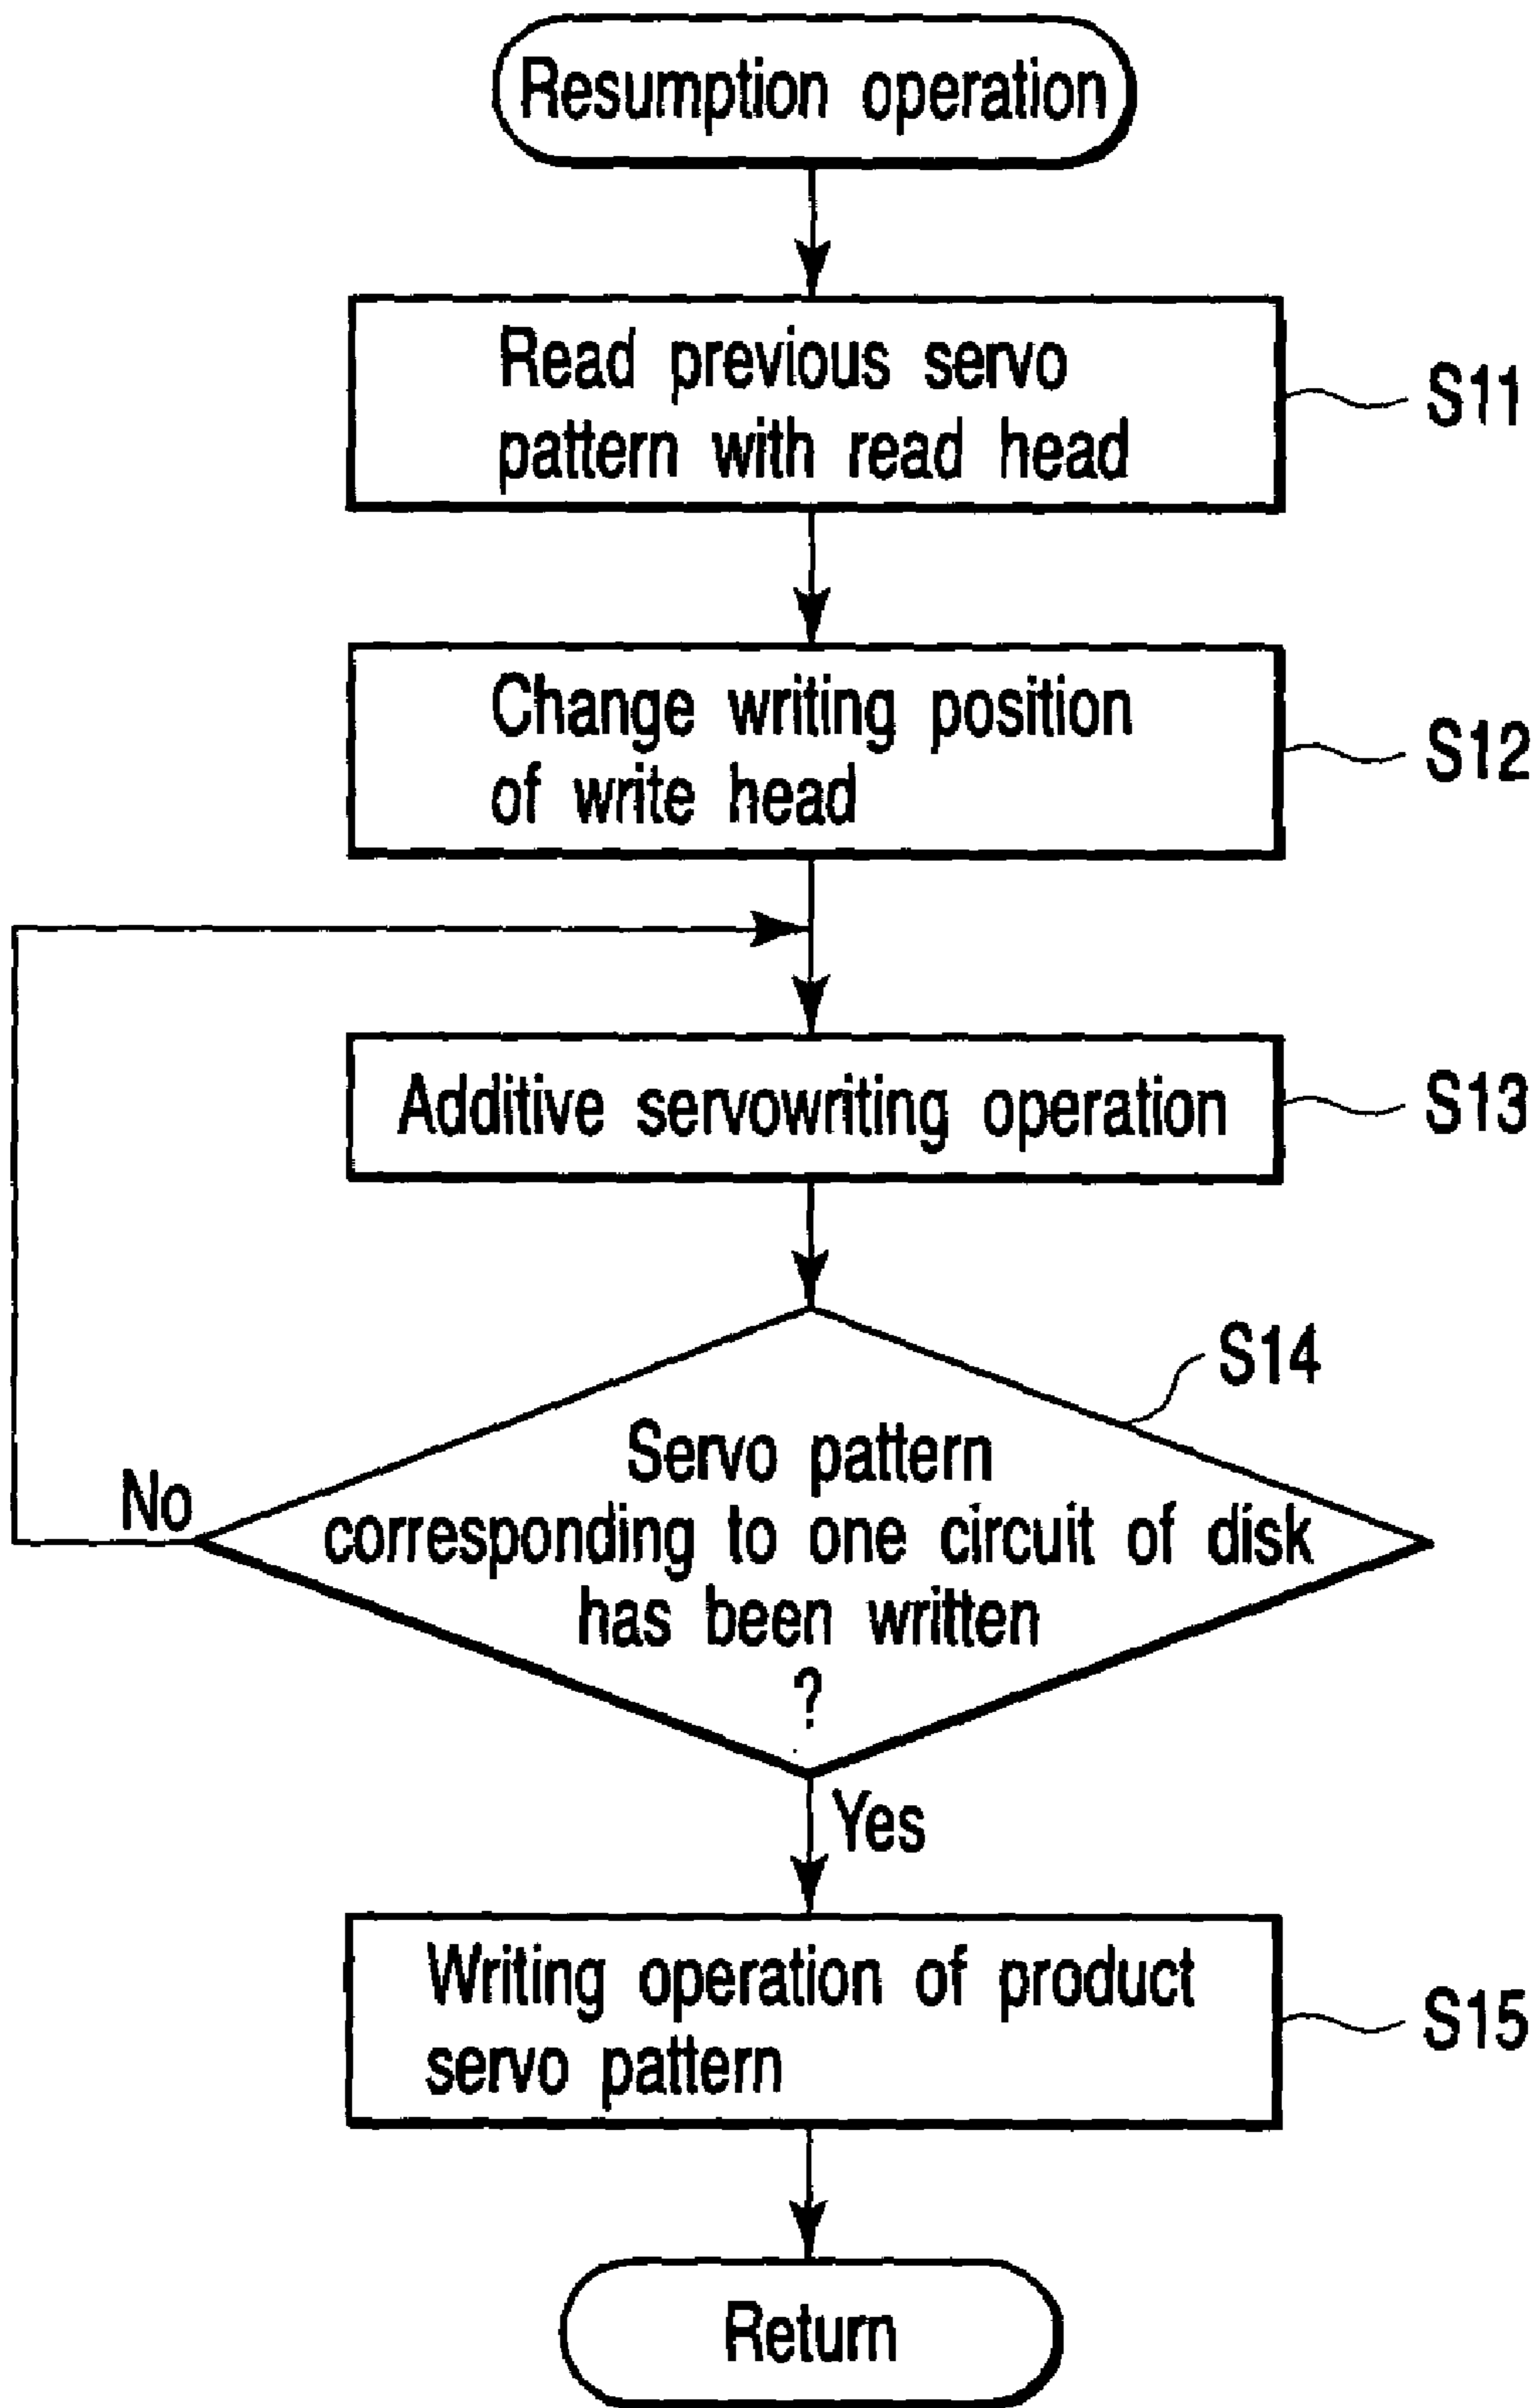 Resumption operation
Read previous servo
pattern with read head
S11
Change writing position
of write head
S12
Additive servowriting operation
S13
S14
Servo pattern
corresponding to one circuit of disk
has been written
?
No
Yes
Writing operation of product
servo pattern
S15
Return